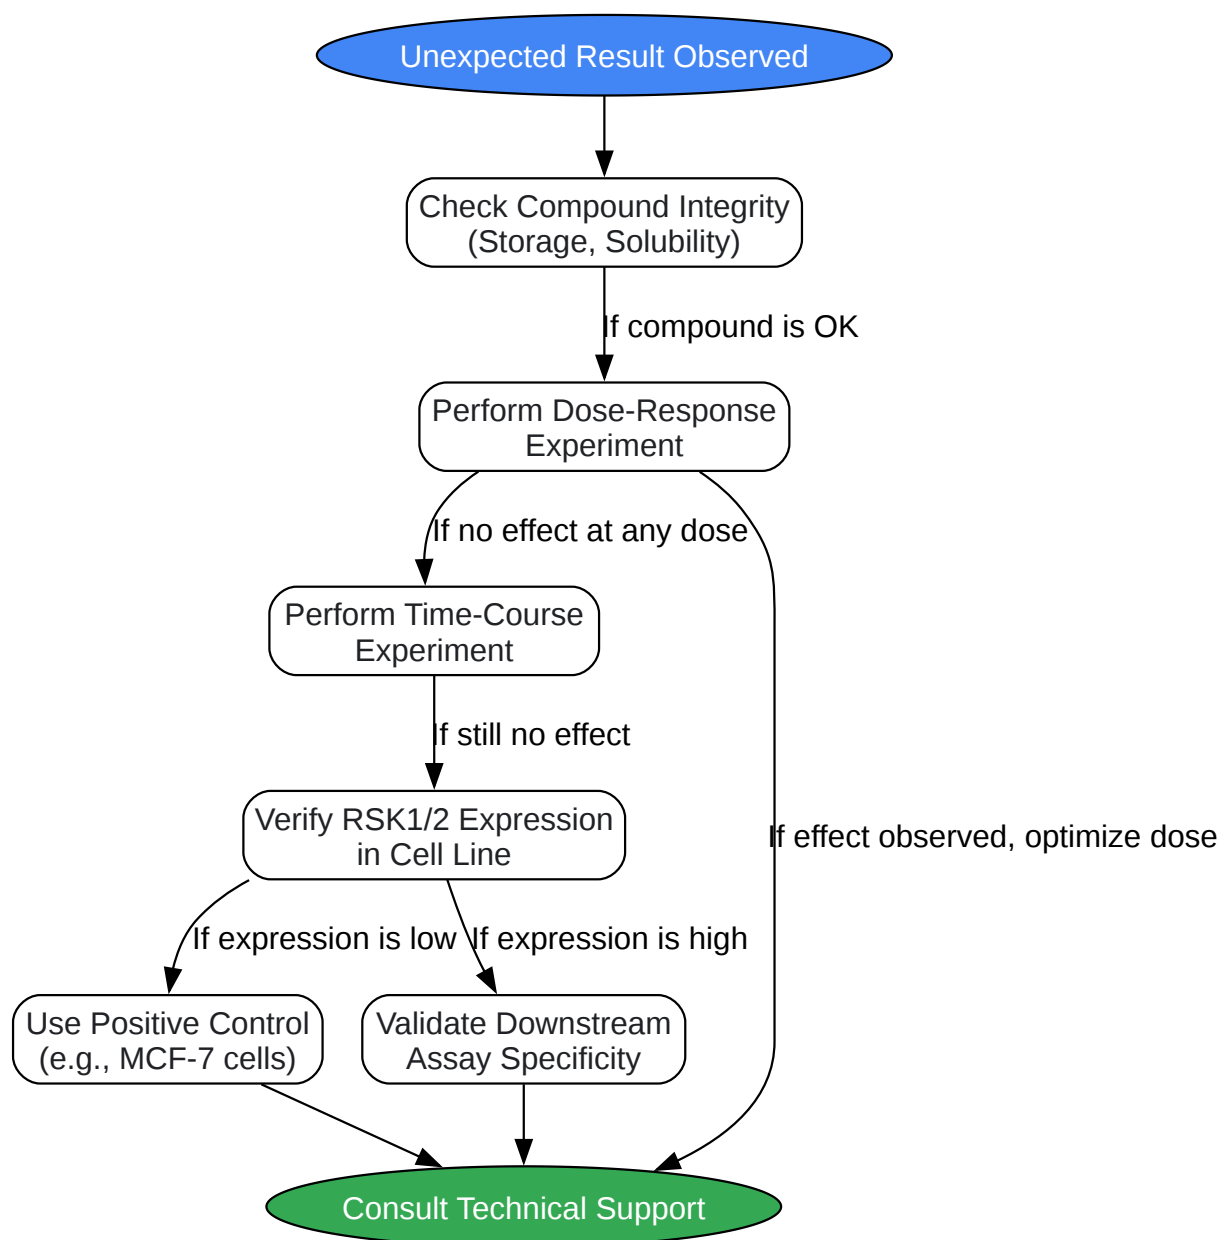 Unexpected Result Observed
Check Compound Integrity
(Storage, Solubility)
If compound is OK
Perform Dose-Response
Experiment
If no effect at any dose
Perform Time-Course
Experiment
If still no effect
Verify RSK1/2 Expression
in Cell Line
If effect observed, optimize dose
If expression is low
If expression is high
Use Positive Control
(e.g., MCF-7 cells)
Validate Downstream
Assay Specificity
Consult Technical Support